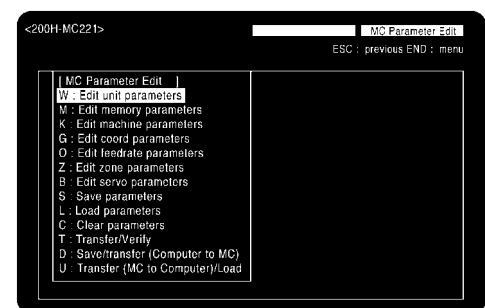 <200H-MC221>
MC Parameter Edit
ESC : previous END : menu
[ MC Parameter Edit ]
W : Edit unit parameters
M : Edit memory parameters
K : Edit machine parameters
G : Edit coord parameters
O : Edit feedrate parameters
Z : Edit zone parameters
B : Edit servo parameters
S : Save parameters
L : Load parameters
C : Clear parameters
T : Transfer/Verify
D : Save/transfer (Computer to MC)
U : Transfer (MC to Computer)/Load